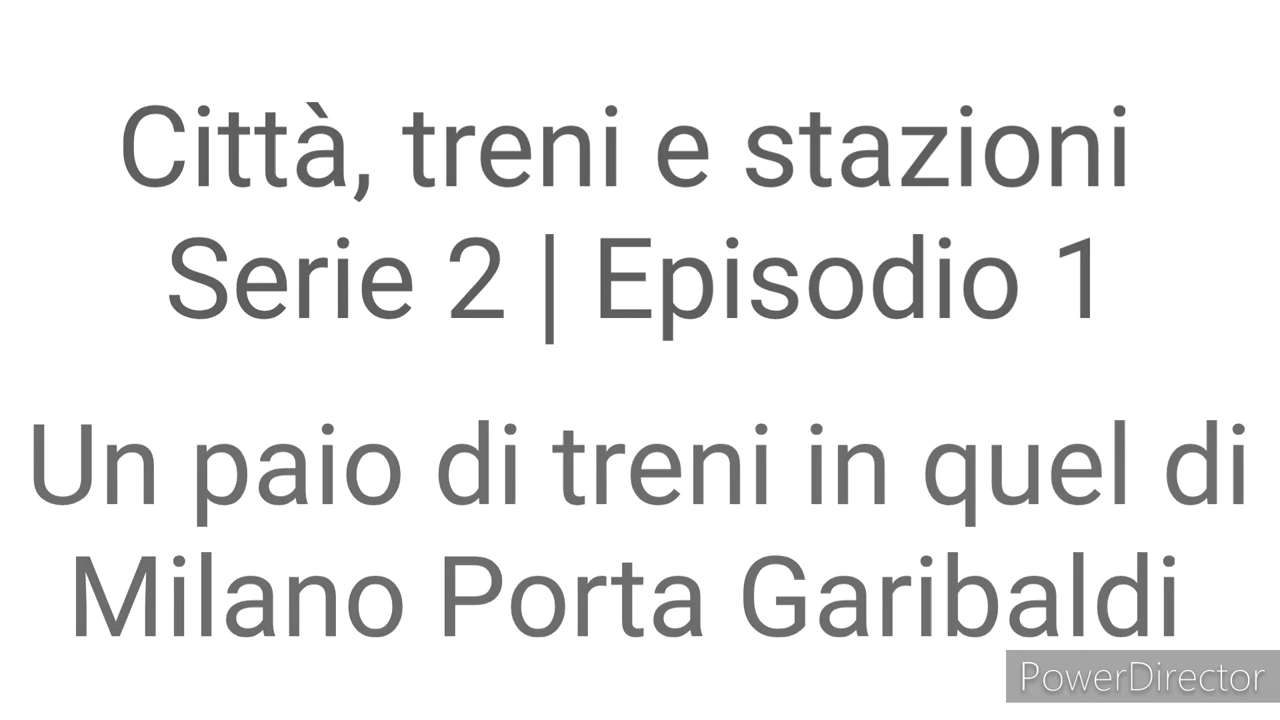 Città, treni e stazioni
Serie 2 | Episodio 1
Un paio di treni in quel di
Milano Porta Garibaldi
PowerDirector